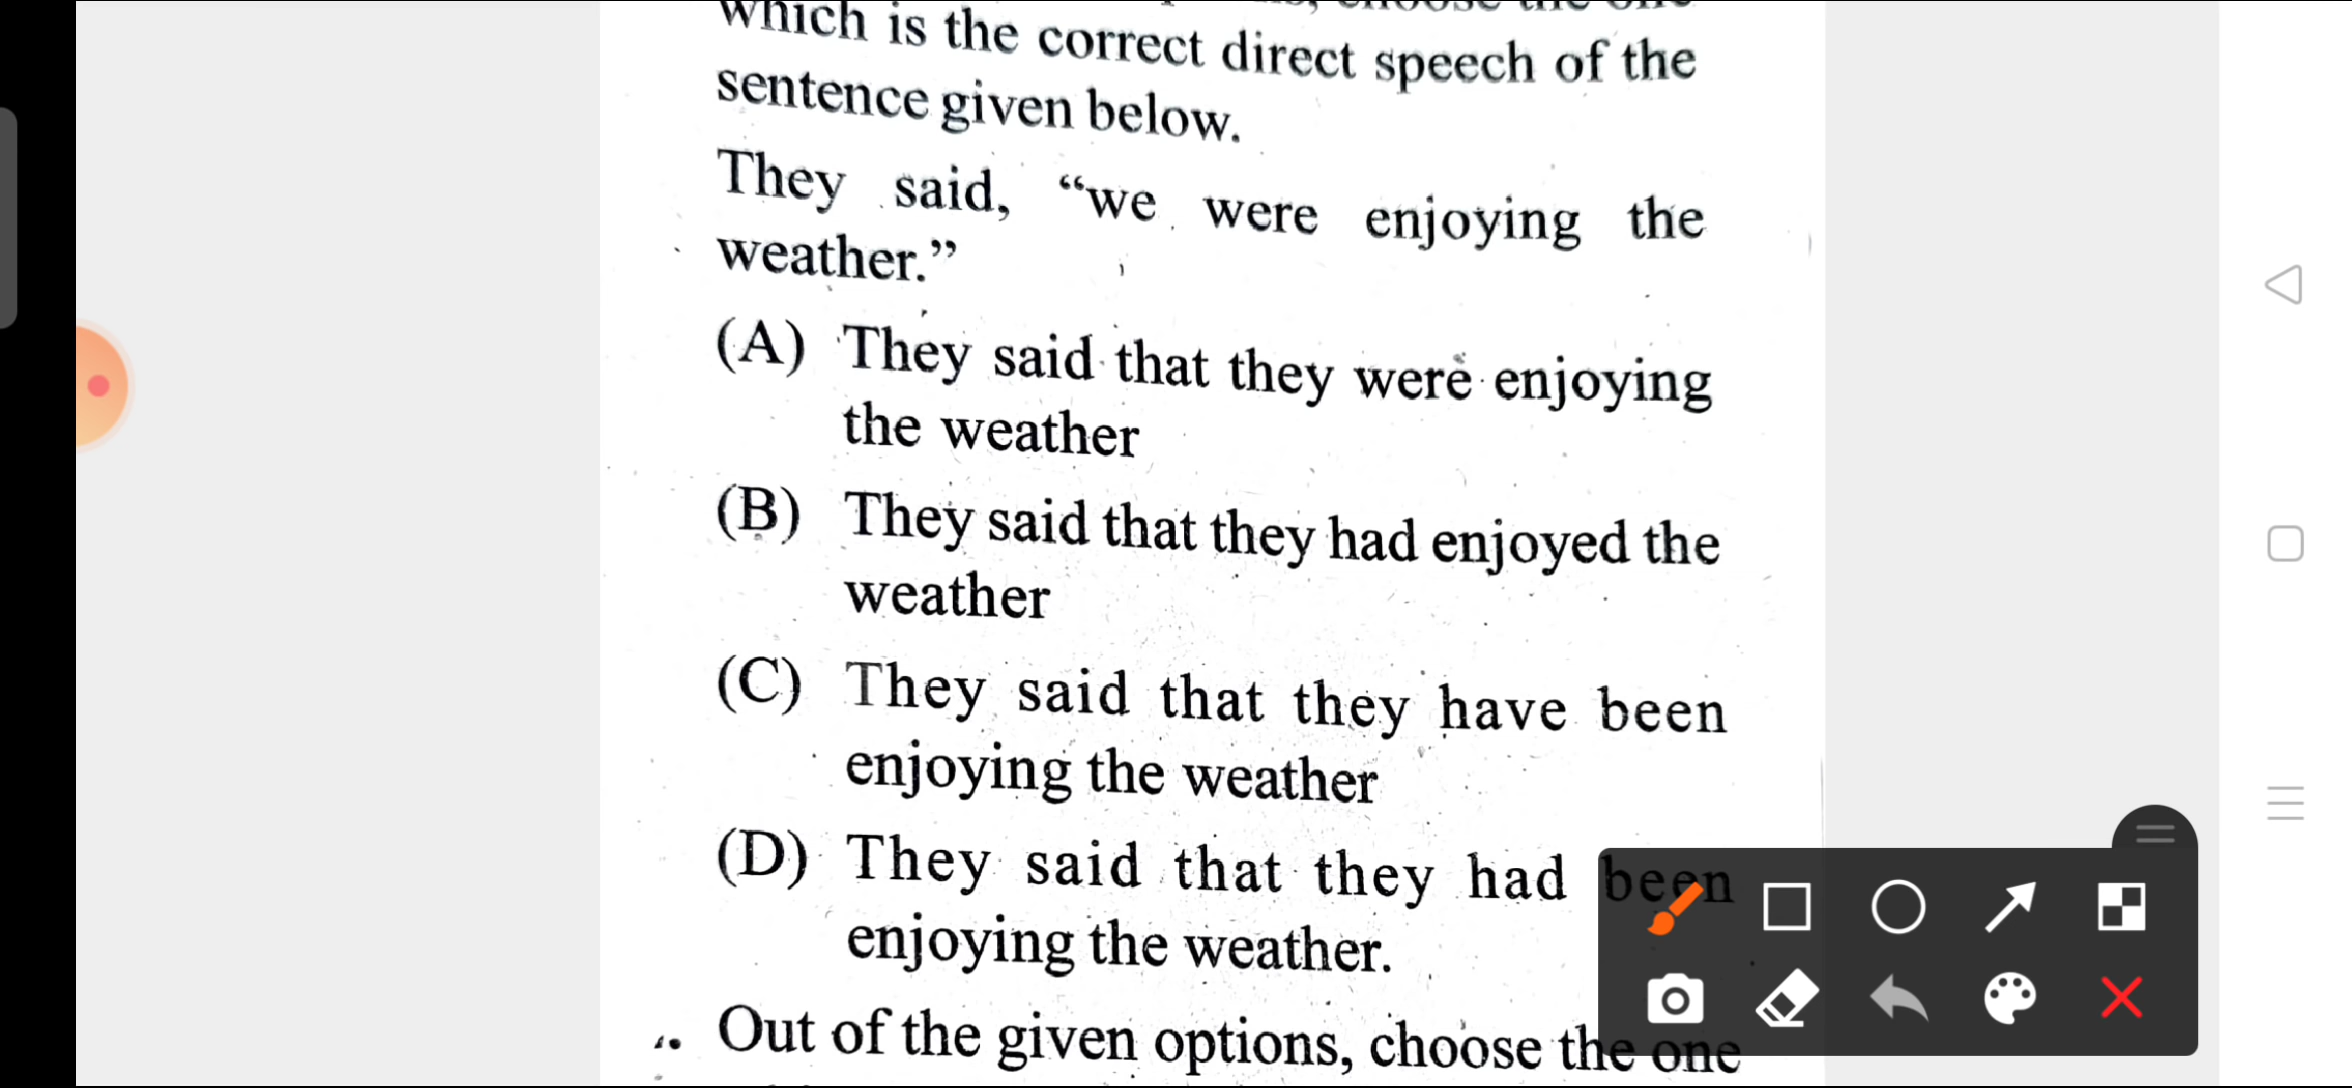 which is the correct direct speech of the
sentence given below.
They said, “we were enjoying the
weather.”
(A) They said that they were enjoying
the weather
(B) They said that they had enjoyed the
weather
(C) They said that they have been
enjoying the weather
(D) They said that they had been
enjoying the weather.
Out of the given options, choose the one